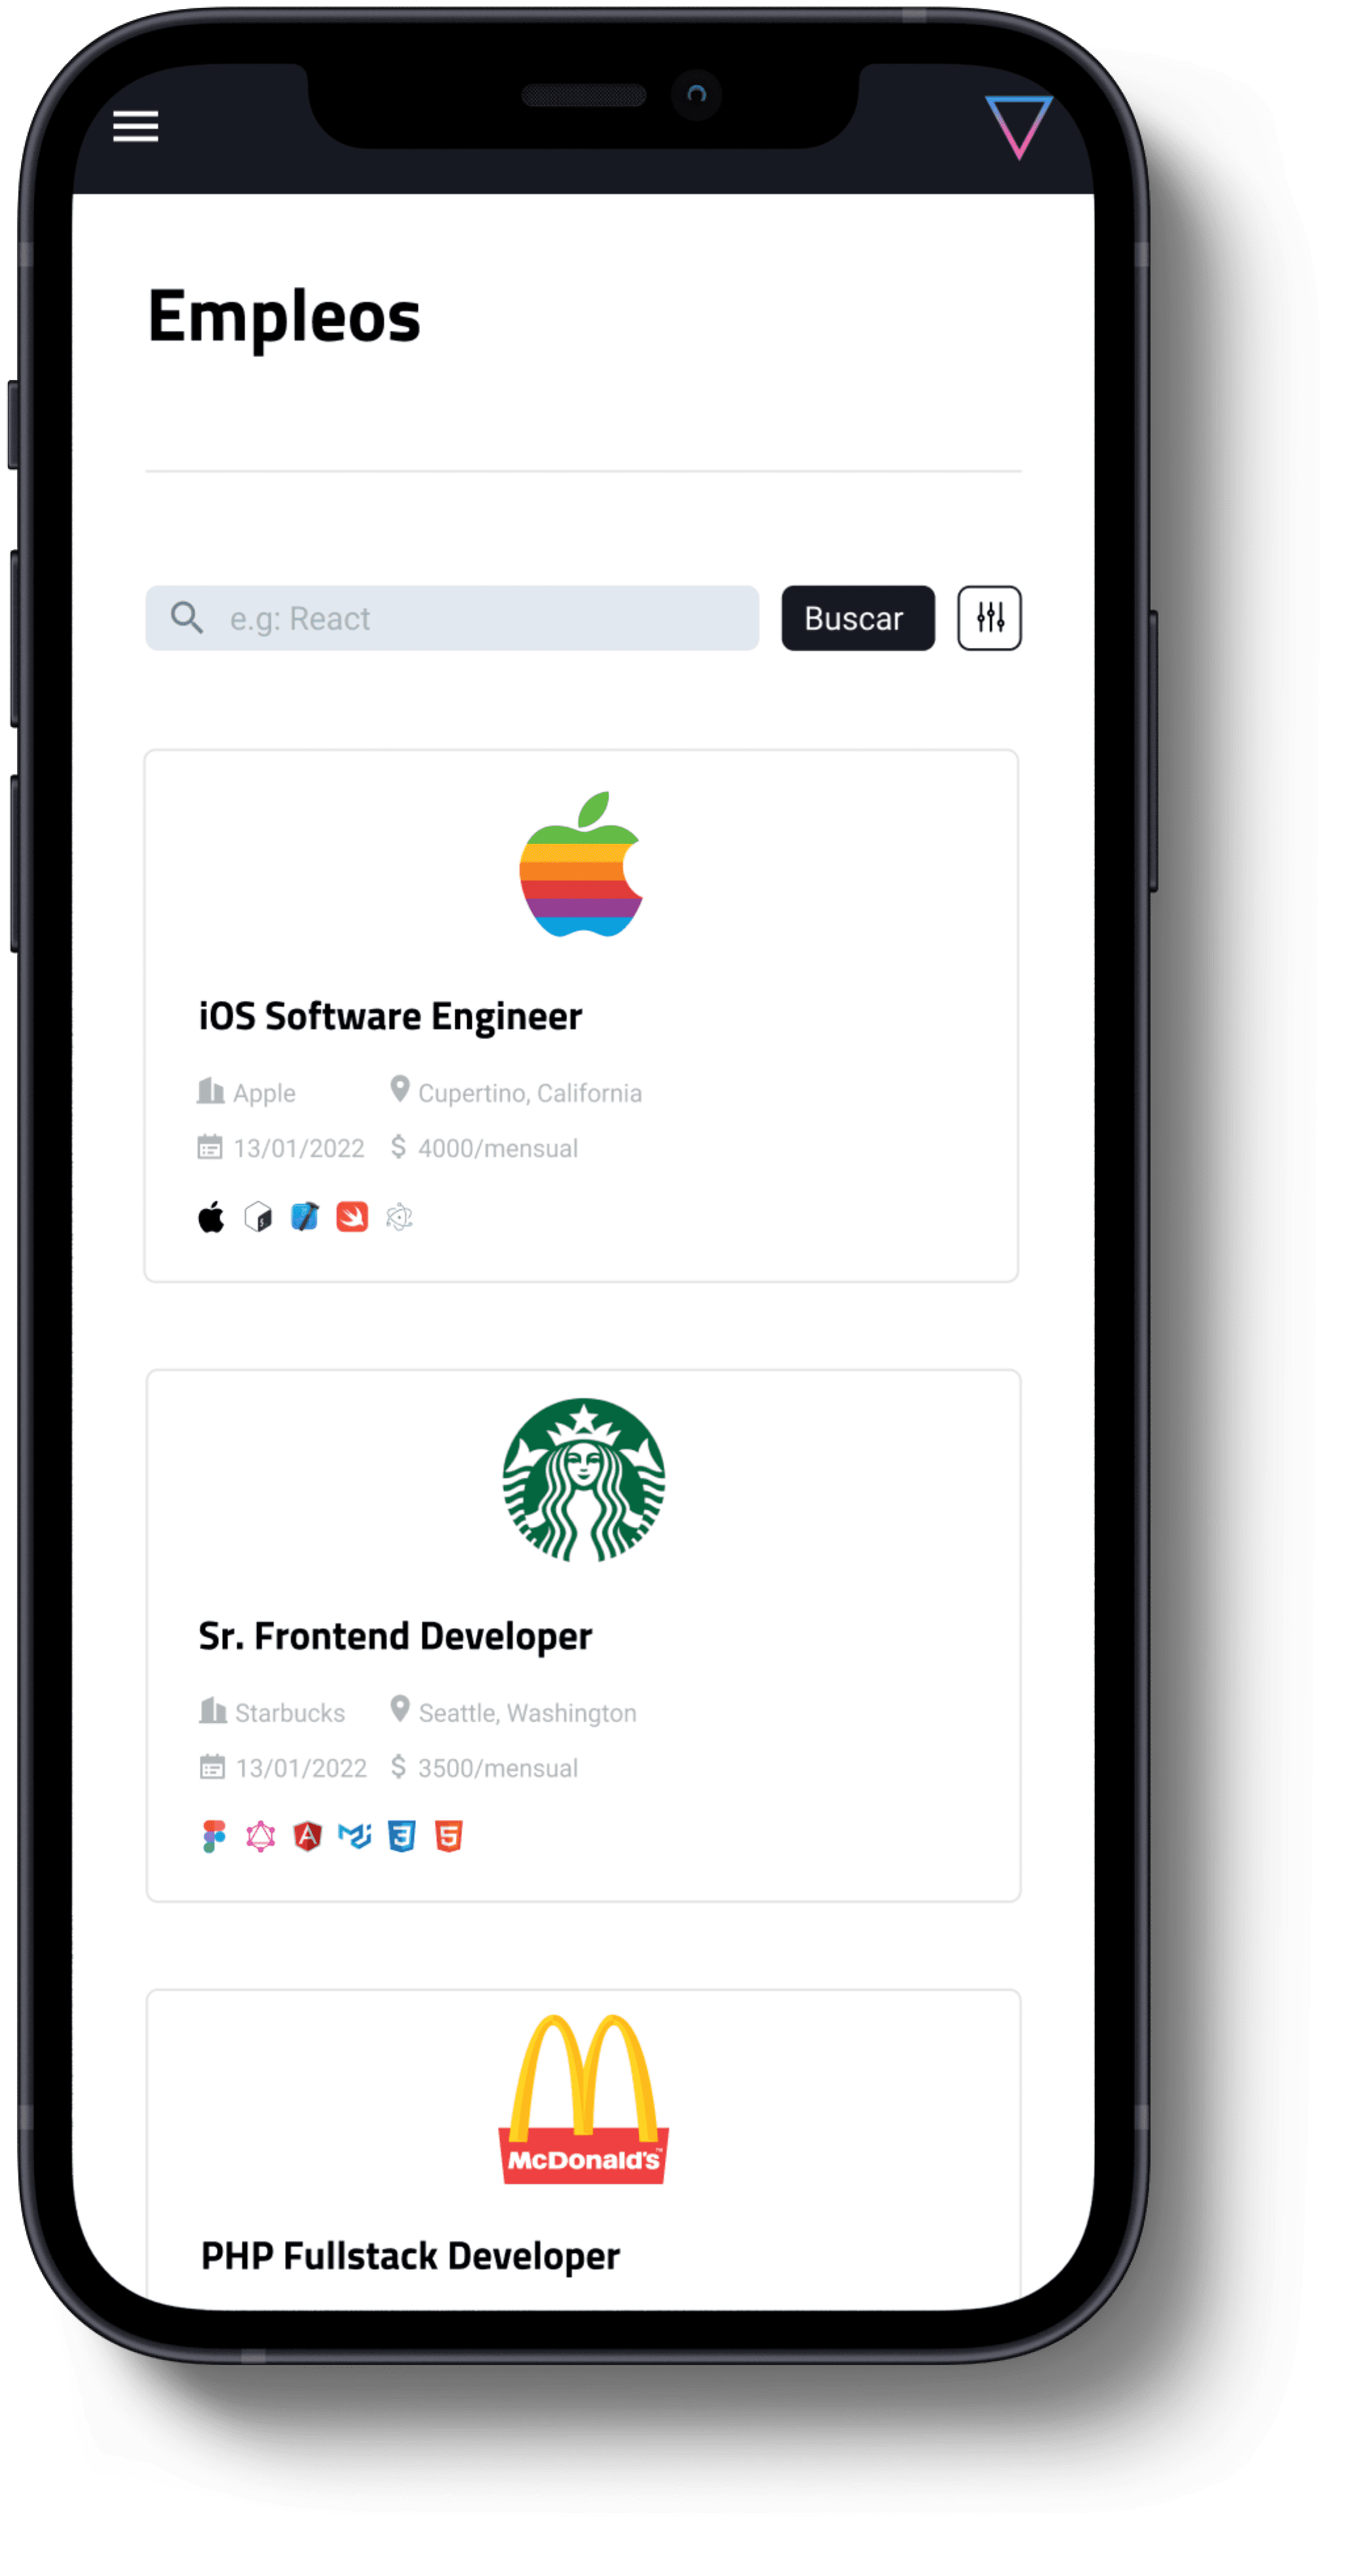 Empleos
e.g: React
Buscar
iOS Software Engineer
Apple Cupertino, California
13/01/2022 $ 4000/mensual
Sr. Frontend Developer
Starbucks Seattle, Washington
13/01/2022 $ 3500/mensual
McDonald's™
PHP Fullstack Developer